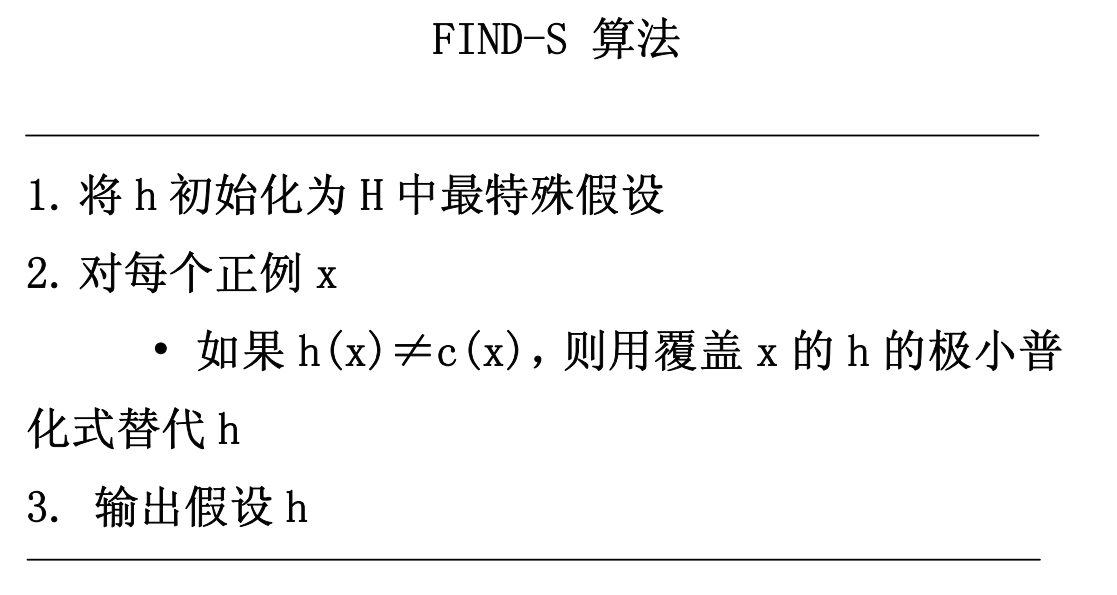 FIND-S 算法
1. 将 h 初始化为 H 中最特殊假设
2. 对每个正例 x
• 如果 h(x)≠c(x),则用覆盖 x 的 h 的极小普
化式替代 h
3. 输出假设 h